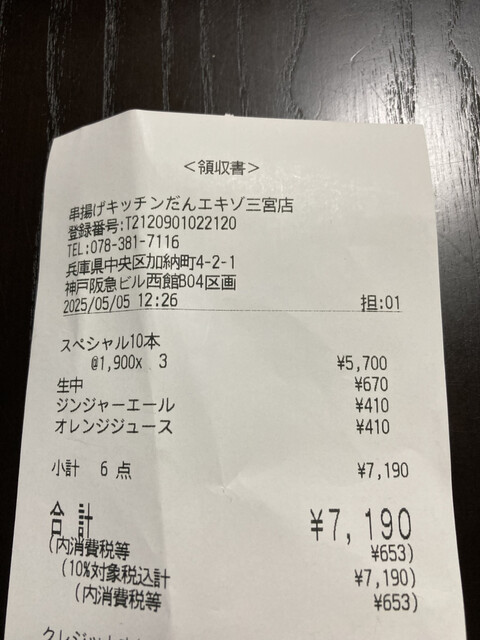 <領収書>
串揚げキッチンだんエキゾ三宮店
登録番号:T2120901022120
TEL:078-381-7116
兵庫県中央区加納町4-2-1
神戸阪急ビル西館B04区画
2025/05/05 12:26 担:01
スペシャル10本
@1,900x 3 ¥5,700
生中 ¥670
ジンジャーエール ¥410
オレンジジュース ¥410
小計 6 点 ¥7,190
合計 ¥7,190
(内消費税等 ¥653)
(10%対象税込計 ¥7,190)
(内消費税等 ¥653)